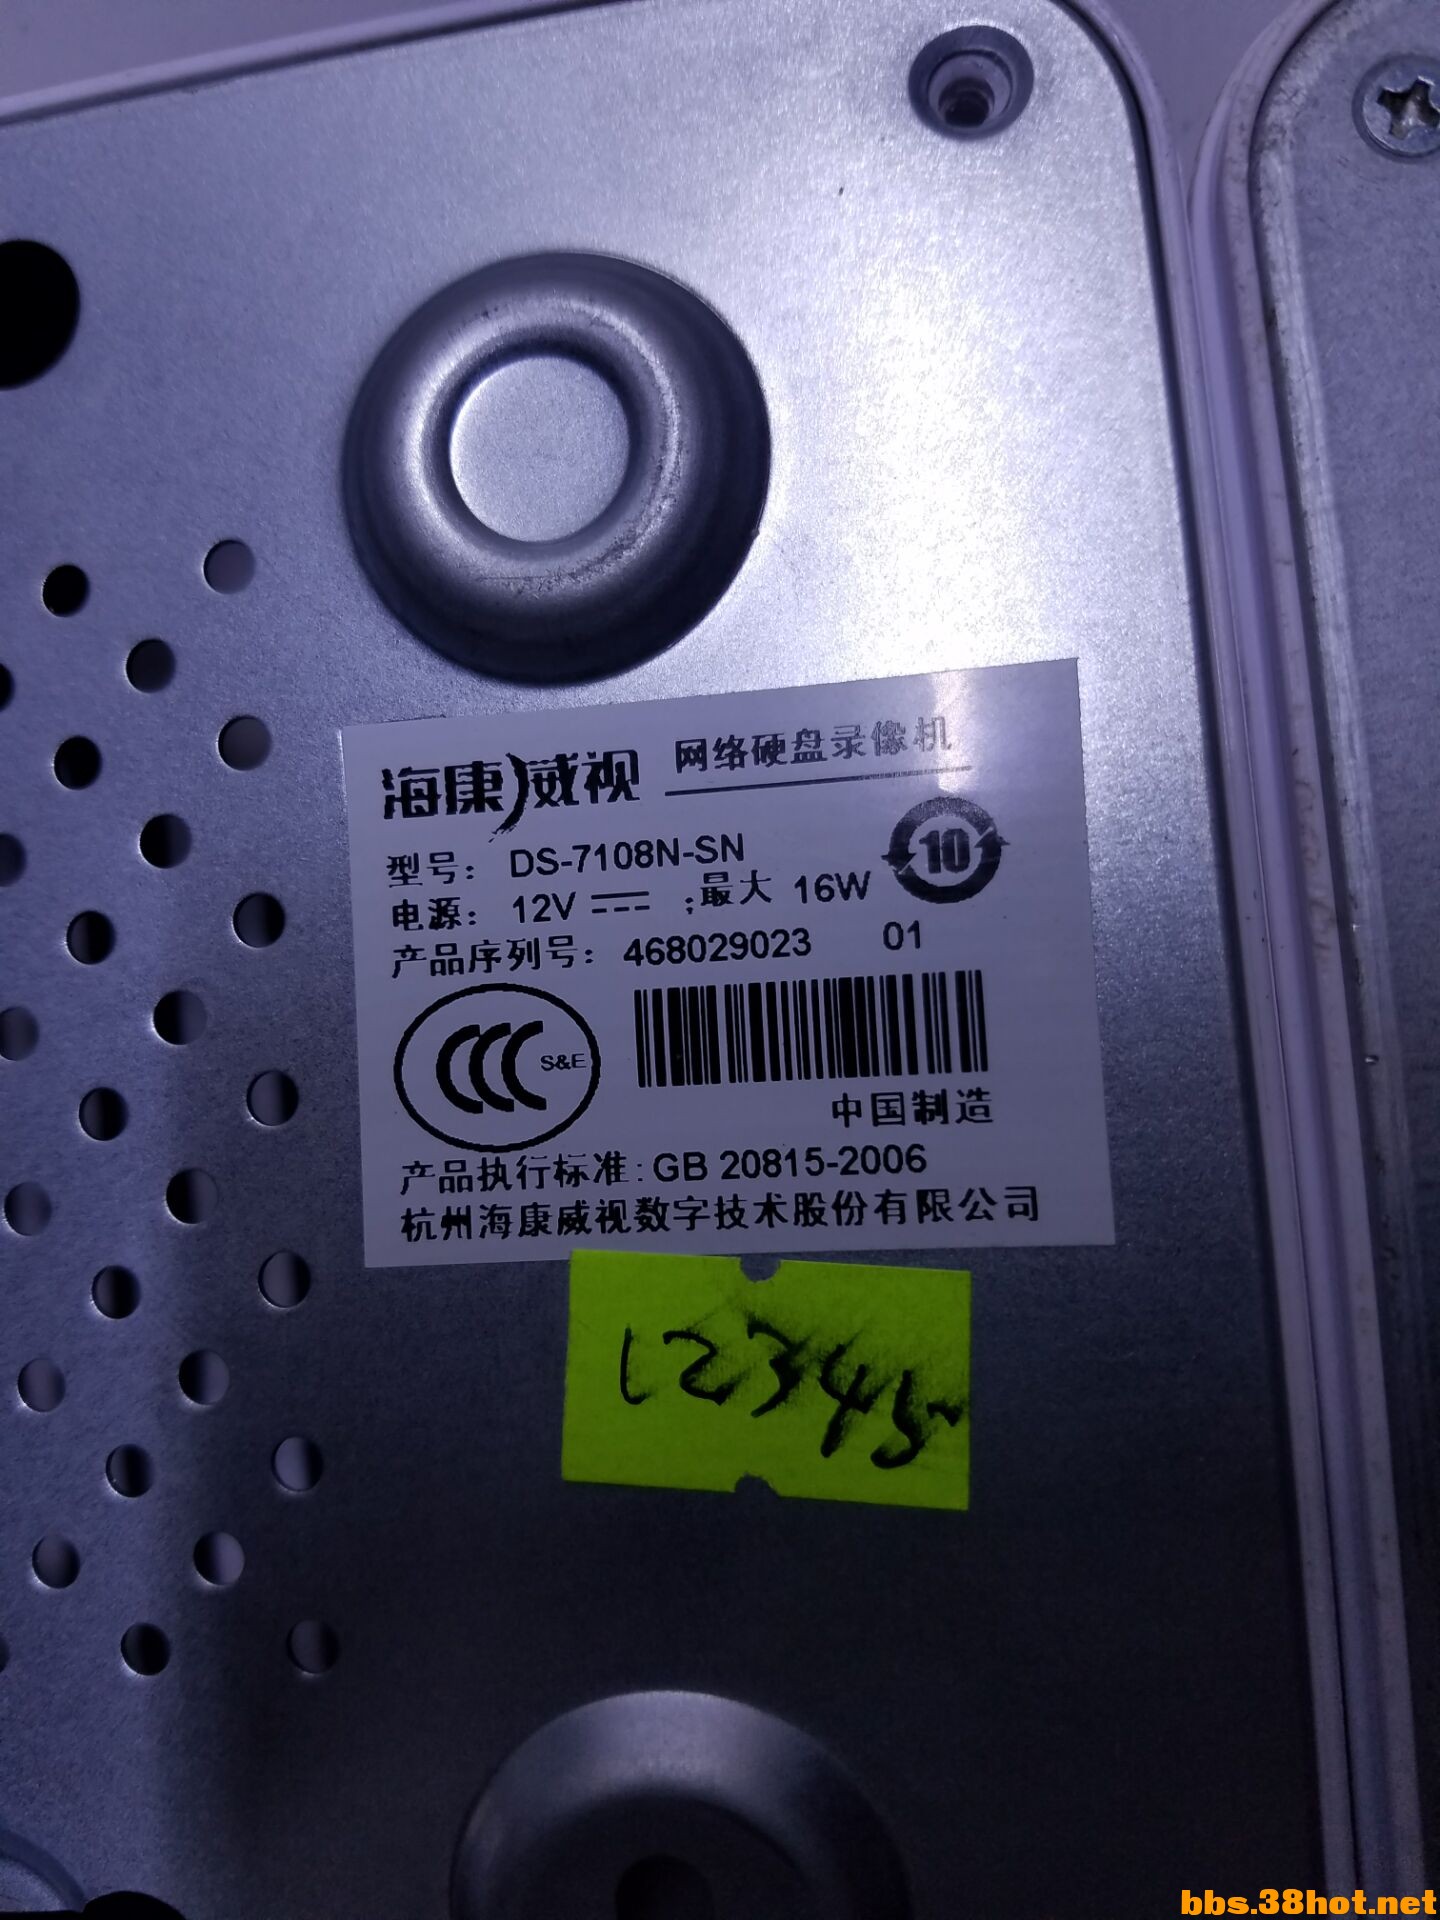 海康威视 网络硬盘录像机
型号： DS-7108N-SN
10
电源： 12V ;最大 16W
产品序列号： 468029023 01
CCC S&E
中国制造
产品执行标准:GB 20815-2006
杭州海康威视数字技术股份有限公司
12345
bbs.38hot.net